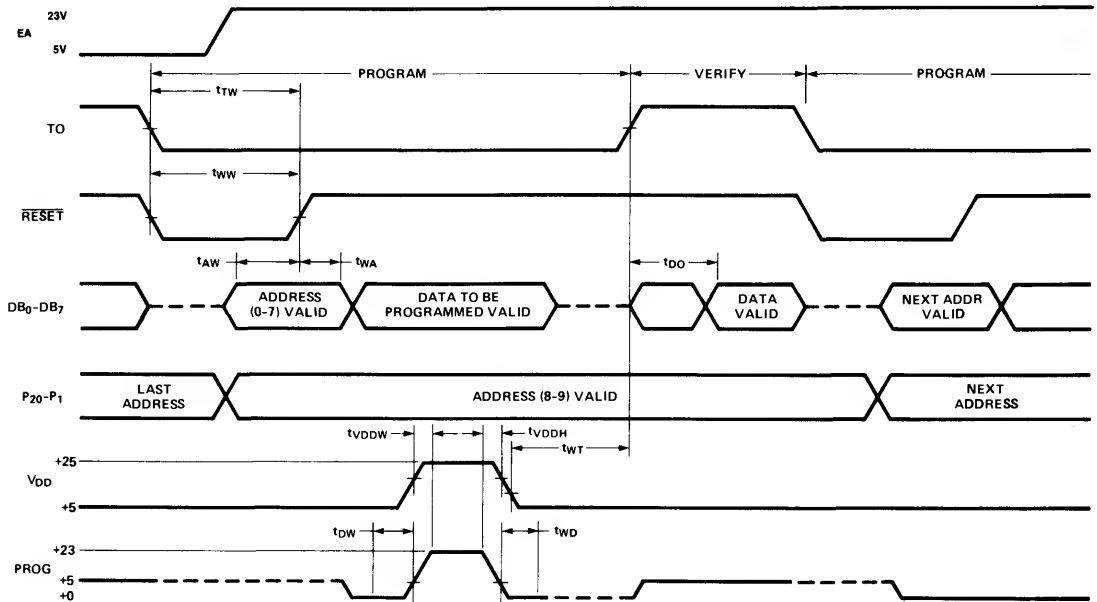 23V
EA
5V
PROGRAM
VERIFY
PROGRAM
tTW
TO
tWW
RESET
tAW
tWA
tDO
DB0-DB7
ADDRESS
(0-7) VALID
DATA TO BE
PROGRAMMED VALID
DATA
VALID
NEXT ADDR
VALID
P20-P1
LAST
ADDRESS
ADDRESS (8-9) VALID
NEXT
ADDRESS
tVDDW
tVDDH
tWT
+25
VDD
+5
tDW
tWD
+23
PROG
+5
+0